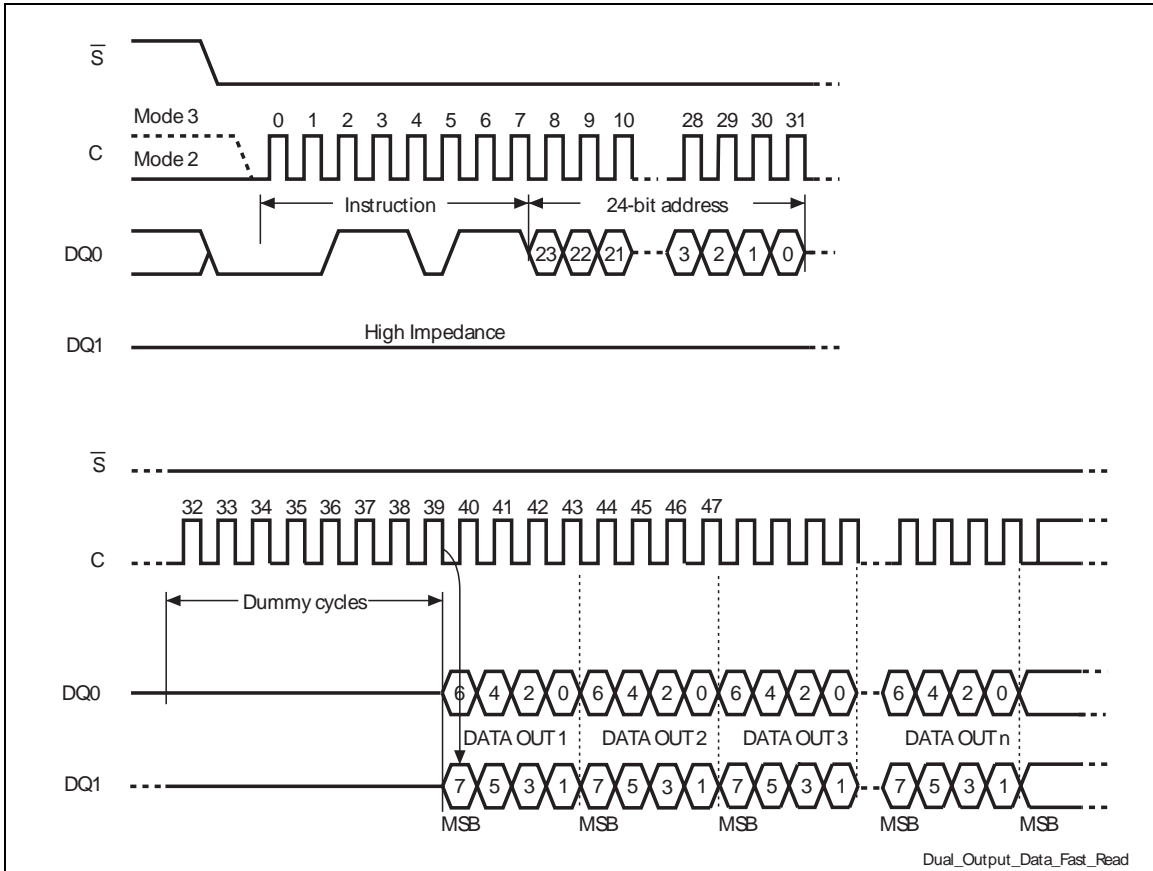 S
Mode 3
0 1 2 3 4 5 6 7 8 9 10 28 29 30 31
C
Mode 2
Instruction 24-bit address
DQ0 23 22 21 3 2 1 0
High Impedance
DQ1
S
32 33 34 35 36 37 38 39 40 41 42 43 44 45 46 47
C
Dummy cycles
DQ0 6 4 2 0 6 4 2 0 6 4 2 0 6 4 2 0
DATA OUT 1 DATA OUT 2 DATA OUT 3 DATA OUT n
DQ1 7 5 3 1 7 5 3 1 7 5 3 1 7 5 3 1
MSB MSB MSB MSB MSB
Dual_Output_Data_Fast_Read